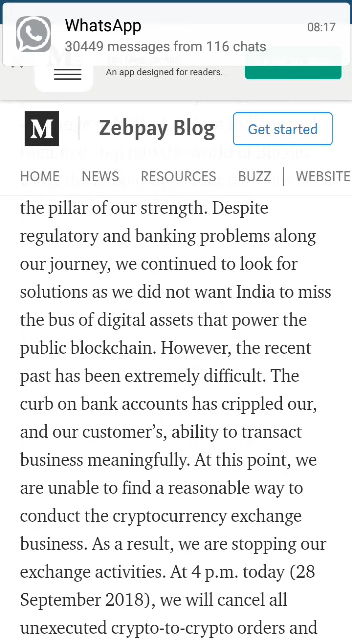 WhatsApp 08:17
30449 messages from 116 chats
An app designed for readers.
M Zebpay Blog Get started
HOME NEWS RESOURCES BUZZ WEBSITE
the pillar of our strength. Despite
regulatory and banking problems along
our journey, we continued to look for
solutions as we did not want India to miss
the bus of digital assets that power the
public blockchain. However, the recent
past has been extremely difficult. The
curb on bank accounts has crippled our,
and our customer’s, ability to transact
business meaningfully. At this point, we
are unable to find a reasonable way to
conduct the cryptocurrency exchange
business. As a result, we are stopping our
exchange activities. At 4 p.m. today (28
September 2018), we will cancel all
unexecuted crypto-to-crypto orders and